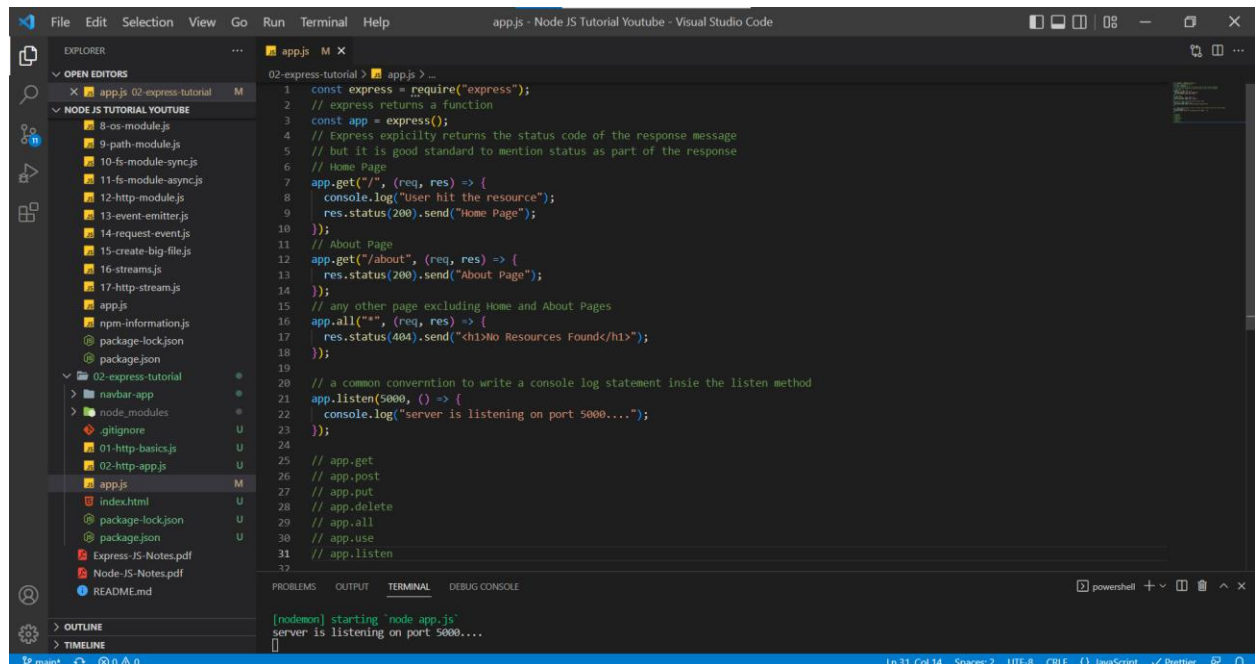 File Edit Selection View Go Run Terminal Help app.js - Node JS Tutorial Youtube - Visual Studio Code
EXPLORER
OPEN EDITORS
app.js 02-express-tutorial M
NODE JS TUTORIAL YOUTUBE
8-os-module.js
9-path-module.js
10-fs-module-sync.js
11-fs-module-async.js
12-http-module.js
13-event-emitter.js
14-request-event.js
15-create-big-file.js
16-streams.js
17-http-stream.js
app.js
npm-information.js
package-lock.json
package.json
02-express-tutorial
navbar-app
node_modules
.gitignore U
01-http-basics.js U
02-http-app.js U
app.js M
index.html U
package-lock.json U
package.json U
Express-JS-Notes.pdf
Node-JS-Notes.pdf
README.md
OUTLINE
TIMELINE
11
app.js M
02-express-tutorial > app.js > ...
1 const express = require("express");
2 // express returns a function
3 const app = express();
4 // Express expicilty returns the status code of the response message
5 // but it is good standard to mention status as part of the response
6 // Home Page
7 app.get("/", (req, res) => {
8 console.log("User hit the resource");
9 res.status(200).send("Home Page");
10 });
11 // About Page
12 app.get("/about", (req, res) => {
13 res.status(200).send("About Page");
14 });
15 // any other page excluding Home and About Pages
16 app.all("*", (req, res) => {
17 res.status(404).send("<h1>No Resources Found</h1>");
18 });
19
20 // a common converntion to write a console log statement insie the listen method
21 app.listen(5000, () => {
22 console.log("server is listening on port 5000....");
23 });
24
25 // app.get
26 // app.post
27 // app.put
28 // app.delete
29 // app.all
30 // app.use
31 // app.listen
32
PROBLEMS OUTPUT TERMINAL DEBUG CONSOLE powershell
[nodemon] starting `node app.js`
server is listening on port 5000....
main* 0 0 Ln 31, Col 14 Spaces: 2 UTF-8 CRLF {} JavaScript Prettier